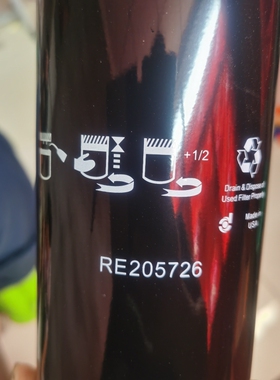 +1/2
Drain & Dispose of
Used Filter Properly
Made in
USA
RE205726